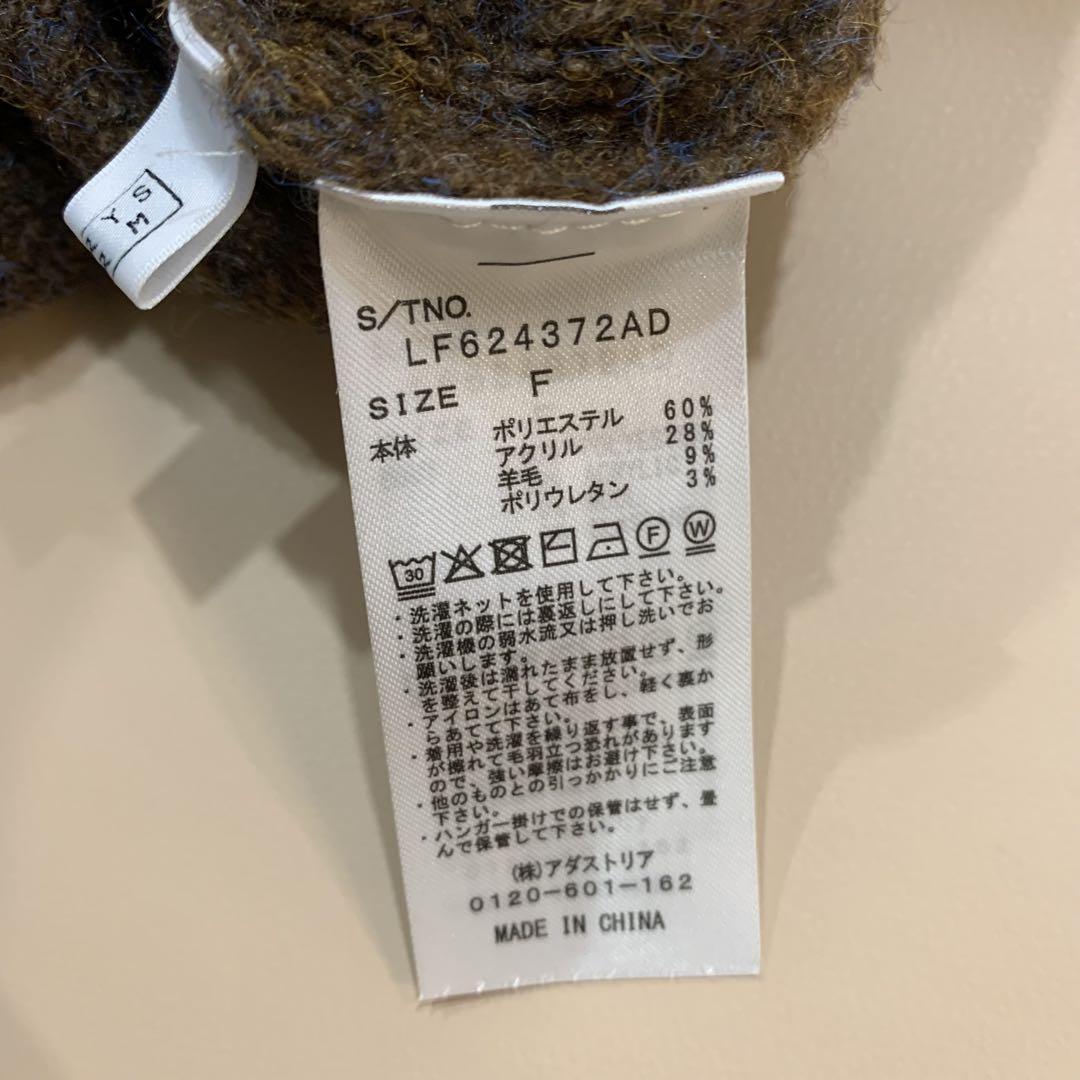 S
M
Y
S/TNO.
LF624372AD
SIZE F
本体 ポリエステル 60%
アクリル 28%
羊毛 9%
ポリウレタン 3%
30 F W
・洗濯ネットを使用して下さい。
・洗濯の際には裏返しにして下さい。
・洗濯機の弱水流又は押し洗いでお
願いします。
・洗濯後は濡れたまま放置せず、形
を整えて干してください。
・アイロンはあて布をし、軽く裏か
らあてて下さい。
・着用や洗濯を繰り返す事で、表面
が擦れて毛羽立つ恐れがあります
ので、強い摩擦はお避け下さい。
・他のものとの引っかかりにご注意
下さい。
・ハンガー掛けでの保管はせず、畳
んで保管して下さい。
(株)アダストリア
0120-601-162
MADE IN CHINA